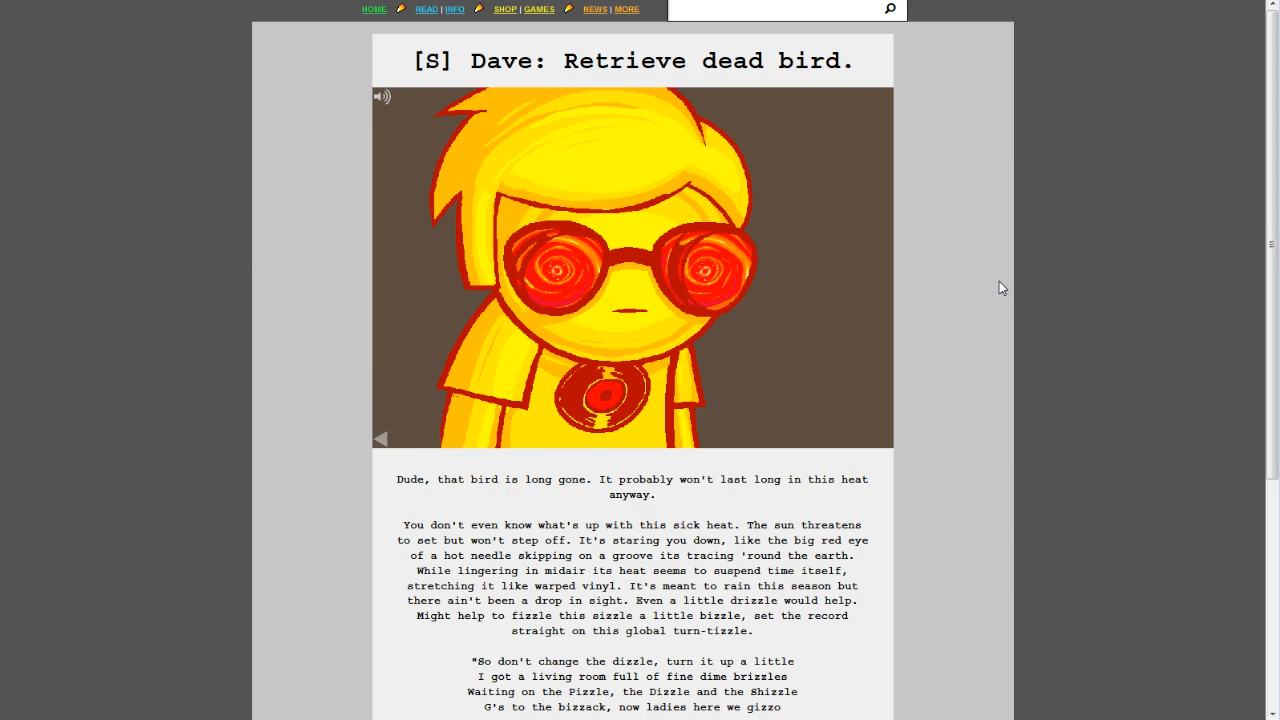 HOME READ | INFO SHOP | GAMES NEWS | MORE
[S] Dave: Retrieve dead bird.
Dude, that bird is long gone. It probably won't last long in this heat
anyway.
You don't even know what's up with this sick heat. The sun threatens
to set but won't step off. It's staring you down, like the big red eye
of a hot needle skipping on a groove its tracing 'round the earth.
While lingering in midair its heat seems to suspend time itself,
stretching it like warped vinyl. It's meant to rain this season but
there ain't been a drop in sight. Even a little drizzle would help.
Might help to fizzle this sizzle a little bizzle, set the record
straight on this global turn-tizzle.
"So don't change the dizzle, turn it up a little
I got a living room full of fine dime brizzles
Waiting on the Pizzle, the Dizzle and the Shizzle
G's to the bizzack, now ladies here we gizzo